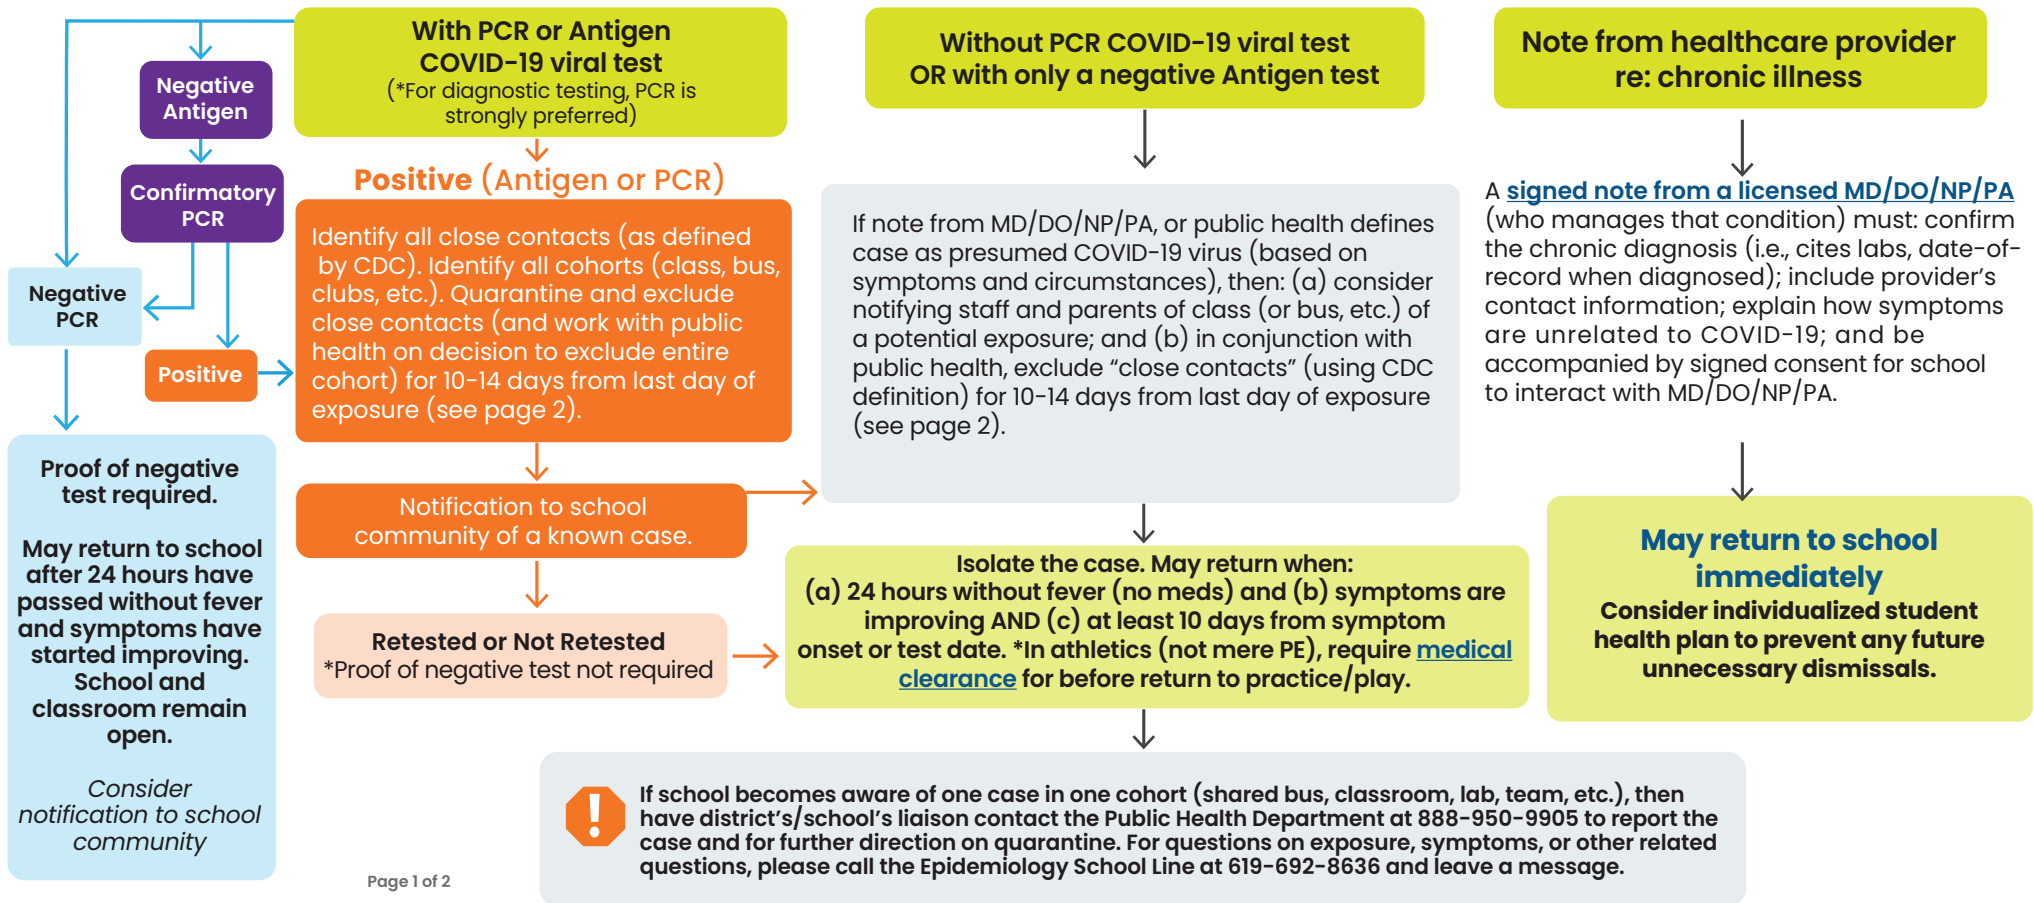 With PCR or Antigen
COVID-19 viral test
(*For diagnostic testing, PCR is
strongly preferred)
Negative
Antigen
Confirmatory
PCR
Negative
PCR
Positive
Proof of negative
test required.
May return to school
after 24 hours have
passed without fever
and symptoms have
started improving.
School and
classroom remain
open.
Consider
notification to school
community
Positive (Antigen or PCR)
Identify all close contacts (as defined
by CDC). Identify all cohorts (class, bus,
clubs, etc.). Quarantine and exclude
close contacts (and work with public
health on decision to exclude entire
cohort) for 10-14 days from last day of
exposure (see page 2).
Notification to school
community of a known case.
Retested or Not Retested
*Proof of negative test not required
Without PCR COVID-19 viral test
OR with only a negative Antigen test
If note from MD/DO/NP/PA, or public health defines
case as presumed COVID-19 virus (based on
symptoms and circumstances), then: (a) consider
notifying staff and parents of class (or bus, etc.) of
a potential exposure; and (b) in conjunction with
public health, exclude “close contacts” (using CDC
definition) for 10-14 days from last day of exposure
(see page 2).
Isolate the case. May return when:
(a) 24 hours without fever (no meds) and (b) symptoms are
improving AND (c) at least 10 days from symptom
onset or test date. *In athletics (not mere PE), require medical
clearance for before return to practice/play.
Note from healthcare provider
re: chronic illness
A signed note from a licensed MD/DO/NP/PA
(who manages that condition) must: confirm
the chronic diagnosis (i.e., cites labs, date-of-
record when diagnosed); include provider’s
contact information; explain how symptoms
are unrelated to COVID-19; and be
accompanied by signed consent for school
to interact with MD/DO/NP/PA.
May return to school
immediately
Consider individualized student
health plan to prevent any future
unnecessary dismissals.
!
If school becomes aware of one case in one cohort (shared bus, classroom, lab, team, etc.), then
have district’s/school’s liaison contact the Public Health Department at 888-950-9905 to report the
case and for further direction on quarantine. For questions on exposure, symptoms, or other related
questions, please call the Epidemiology School Line at 619-692-8636 and leave a message.
Page 1 of 2